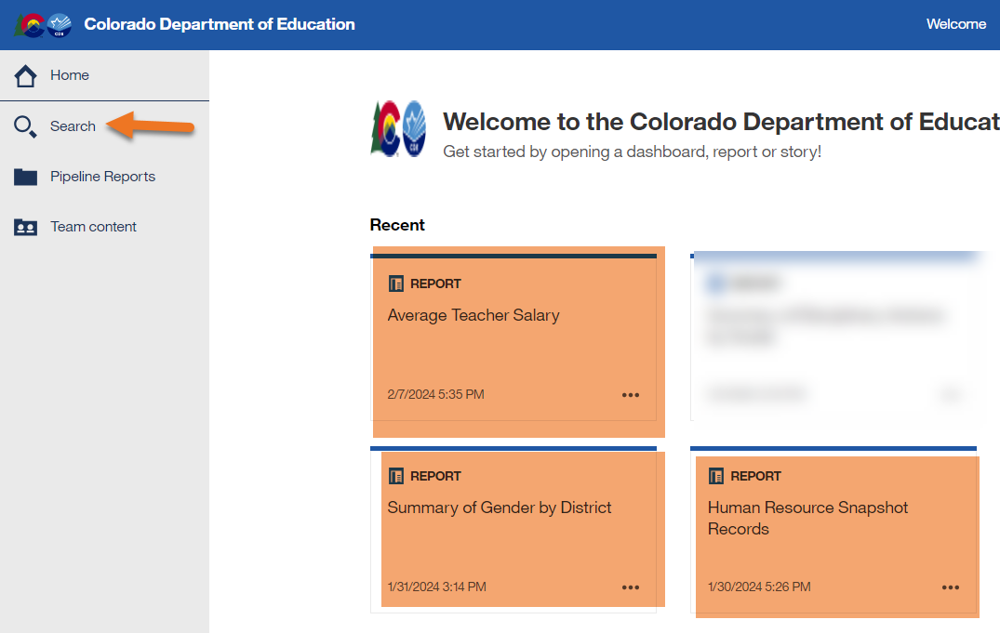 Colorado Department of Education
Welcome
Home
Search
Pipeline Reports
Team content
Welcome to the Colorado Department of Educat
Get started by opening a dashboard, report or story!
Recent
REPORT
Average Teacher Salary
2/7/2024 5:35 PM
REPORT
Summary of Gender by District
1/31/2024 3:14 PM
REPORT
Human Resource Snapshot
Records
1/30/2024 5:26 PM